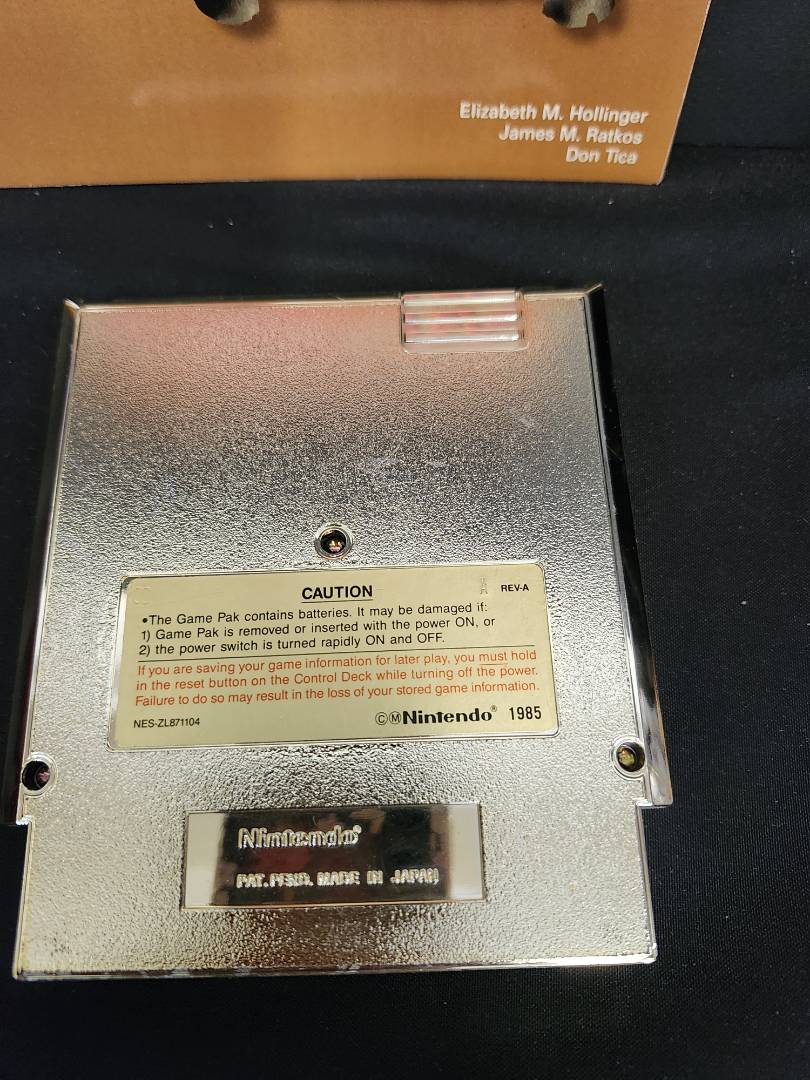 Elizabeth M. Hollinger
James M. Ratkos
Don Tica
CAUTION
A
REV-A
•The Game Pak contains batteries. It may be damaged if:
1) Game Pak is removed or inserted with the power ON, or
2) the power switch is turned rapidly ON and OFF.
If you are saving your game information for later play, you must hold
in the reset button on the Control Deck while turning off the power.
Failure to do so may result in the loss of your stored game information.
NES-ZL871104
©Ⓜ Nintendo® 1985
Nintendo®
PAT. PEND. MADE IN JAPAN